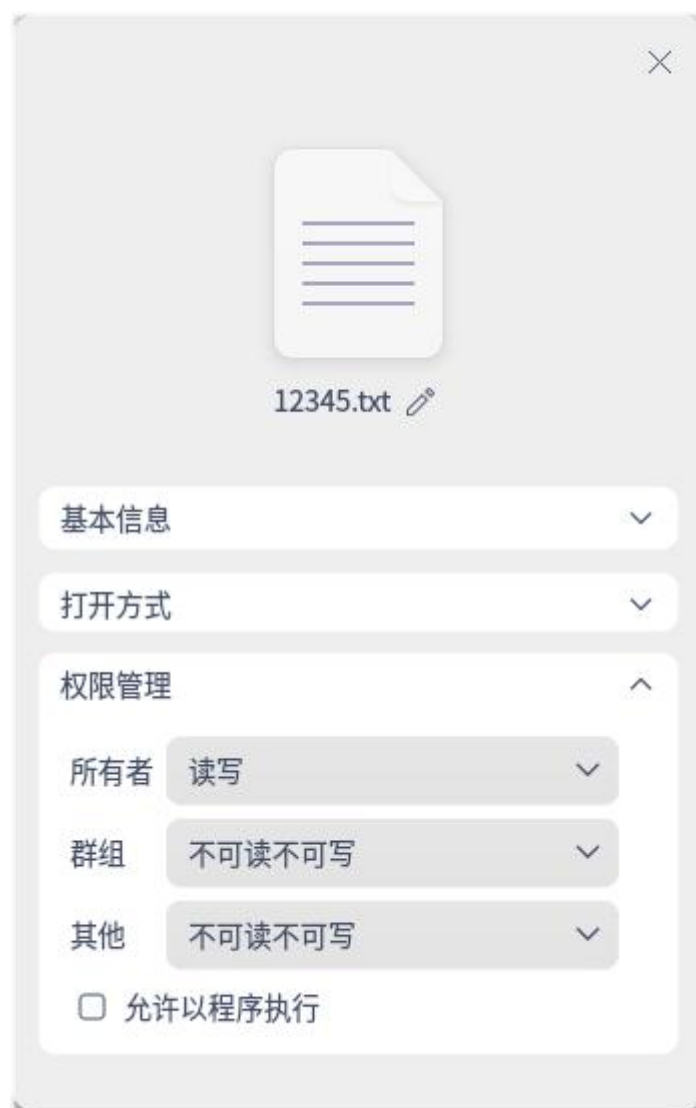 12345.txt
基本信息
打开方式
权限管理
所有者 读写
群组 不可读不可写
其他 不可读不可写
允许以程序执行